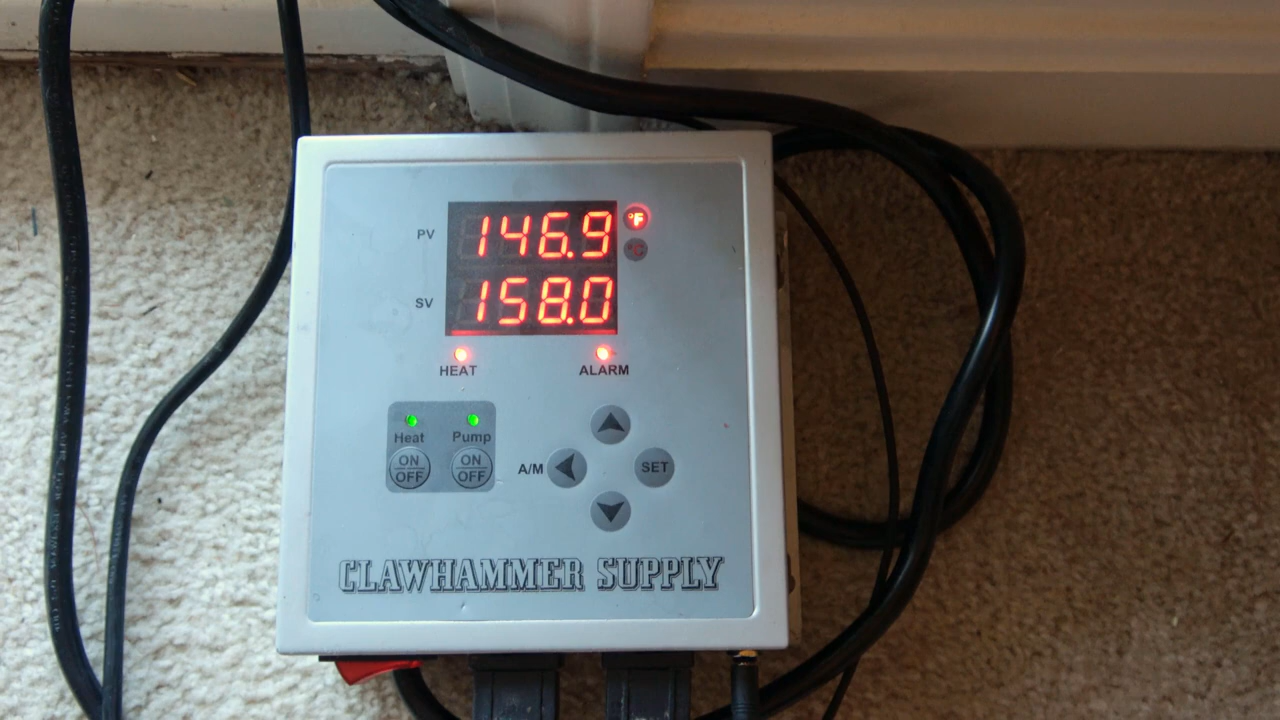 PV 146.9 °F
°C
SV 158.0
HEAT ALARM
Heat Pump
ON OFF ON OFF
A/M SET
CLAWHAMMER SUPPLY